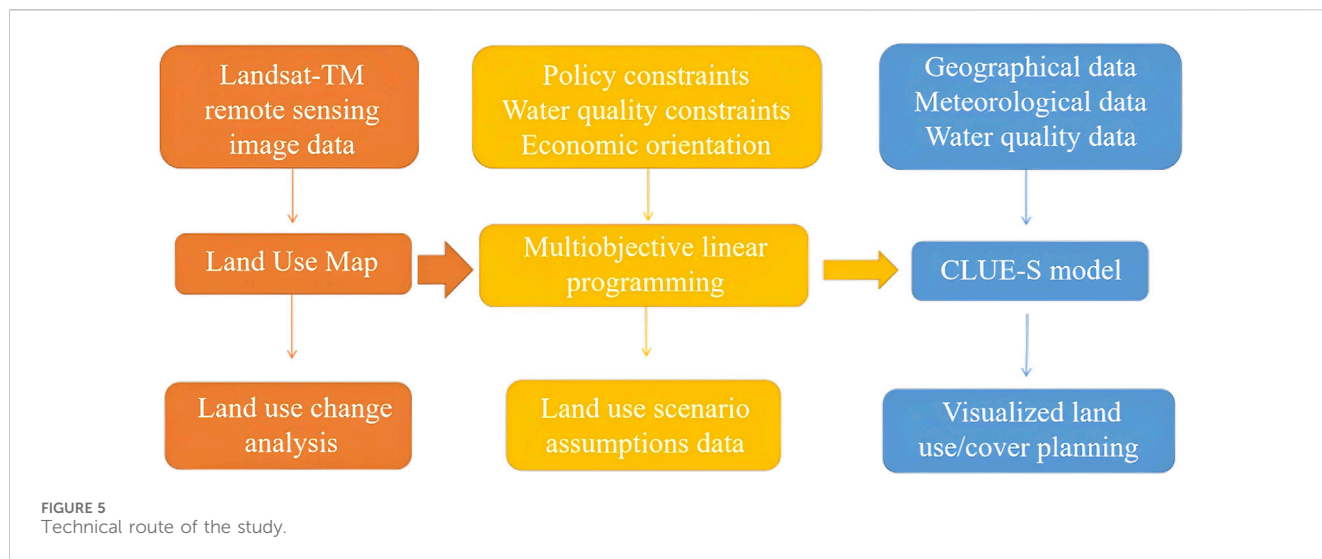 Landsat-TM
remote sensing
image data
Policy constraints
Water quality constraints
Economic orientation
Geographical data
Meteorological data
Water quality data
Land Use Map
Multiobjective linear
programming
CLUE-S model
Land use change
analysis
Land use scenario
assumptions data
Visualized land
use/cover planning
FIGURE 5
Technical route of the study.